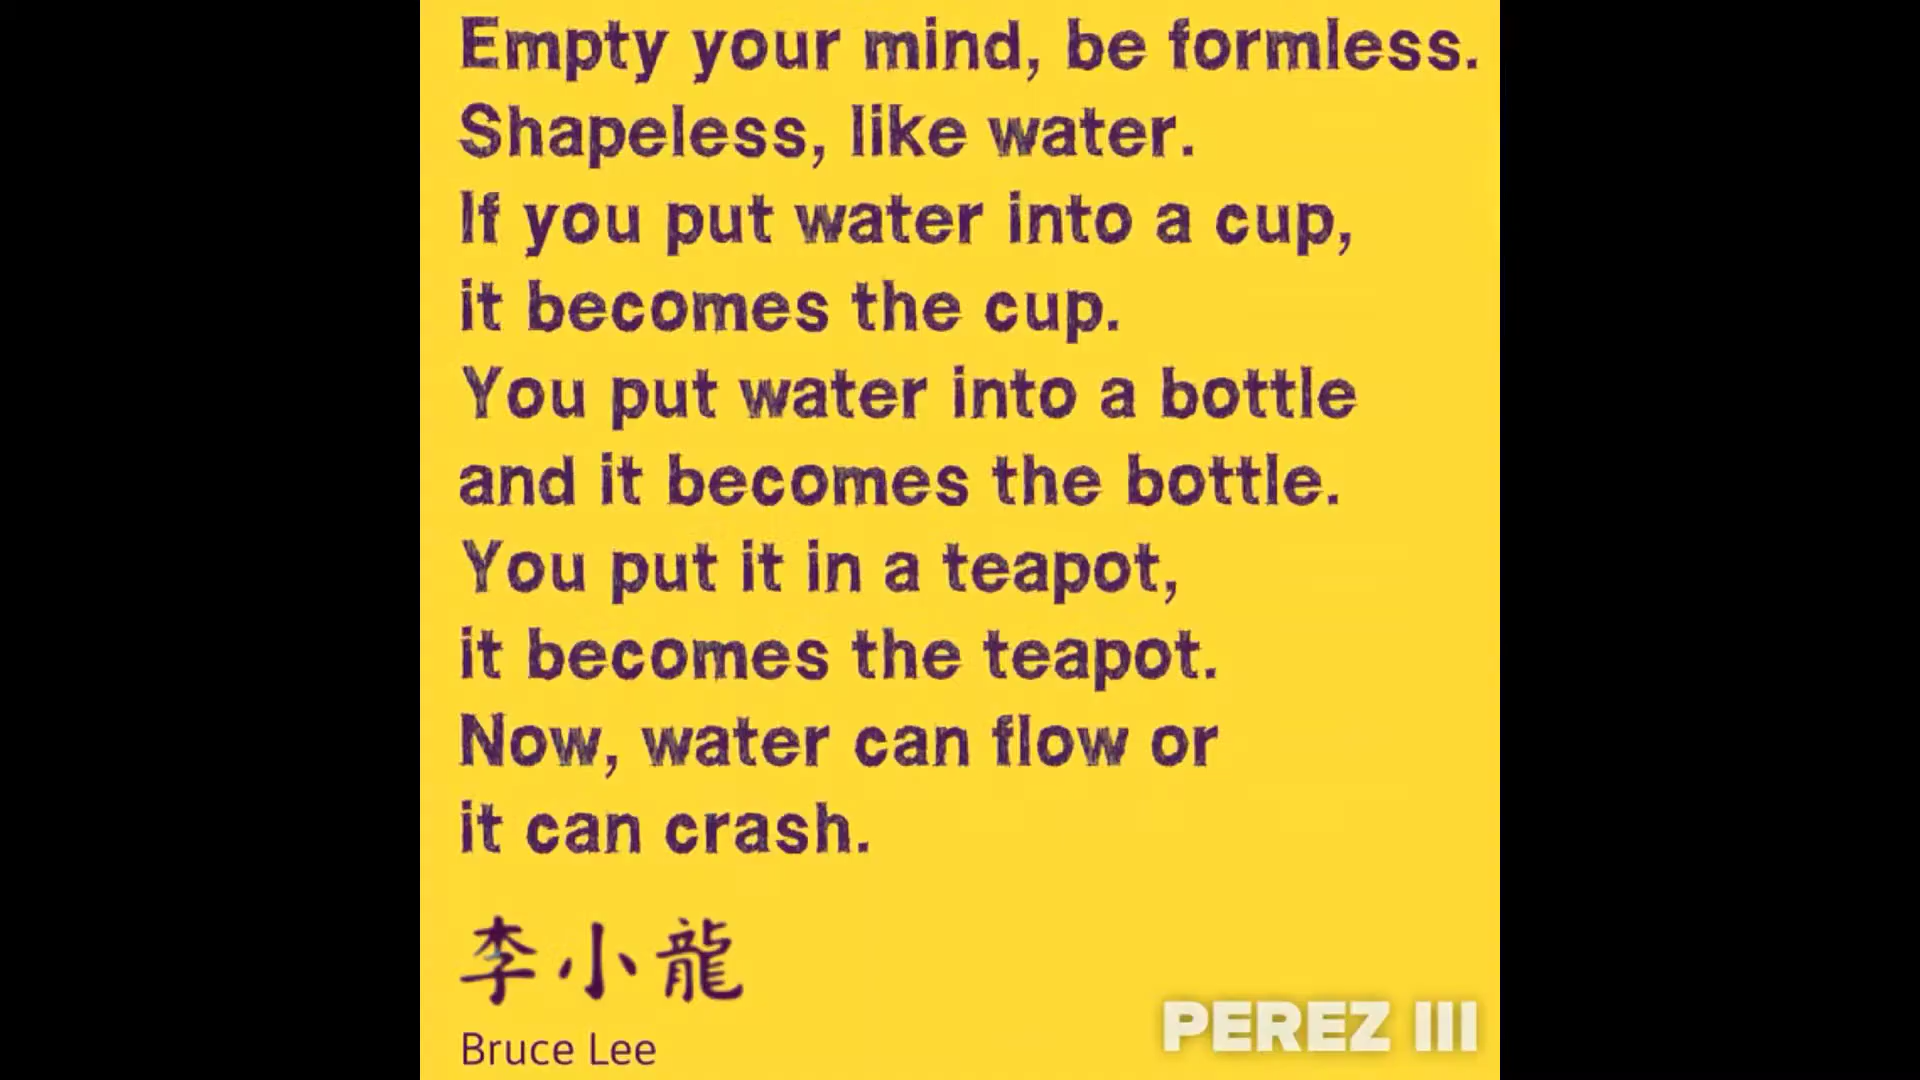 Empty your mind, be formless.
Shapeless, like water.
If you put water into a cup,
it becomes the cup.
You put water into a bottle
and it becomes the bottle.
You put it in a teapot,
it becomes the teapot.
Now, water can flow or
it can crash.
李小龍
Bruce Lee
PEREZ III